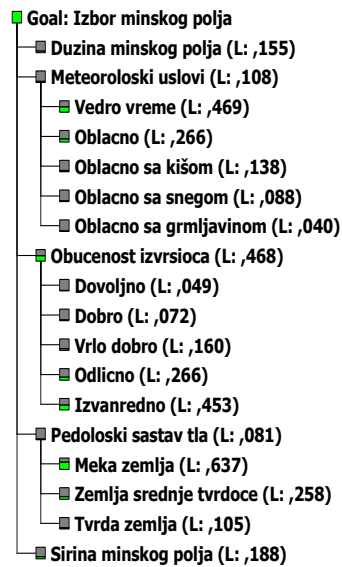 Goal: Izbor minskog polja
Duzina minskog polja (L: ,155)
Meteoroloski uslovi (L: ,108)
Vedro vreme (L: ,469)
Oblacno (L: ,266)
Oblacno sa kišom (L: ,138)
Oblacno sa snegom (L: ,088)
Oblacno sa grmljavinom (L: ,040)
Obucenost izvrsioca (L: ,468)
Dovoljno (L: ,049)
Dobro (L: ,072)
Vrlo dobro (L: ,160)
Odlicno (L: ,266)
Izvanredno (L: ,453)
Pedoloski sastav tla (L: ,081)
Meka zemlja (L: ,637)
Zemlja srednje tvrdoce (L: ,258)
Tvrda zemlja (L: ,105)
Sirina minskog polja (L: ,188)